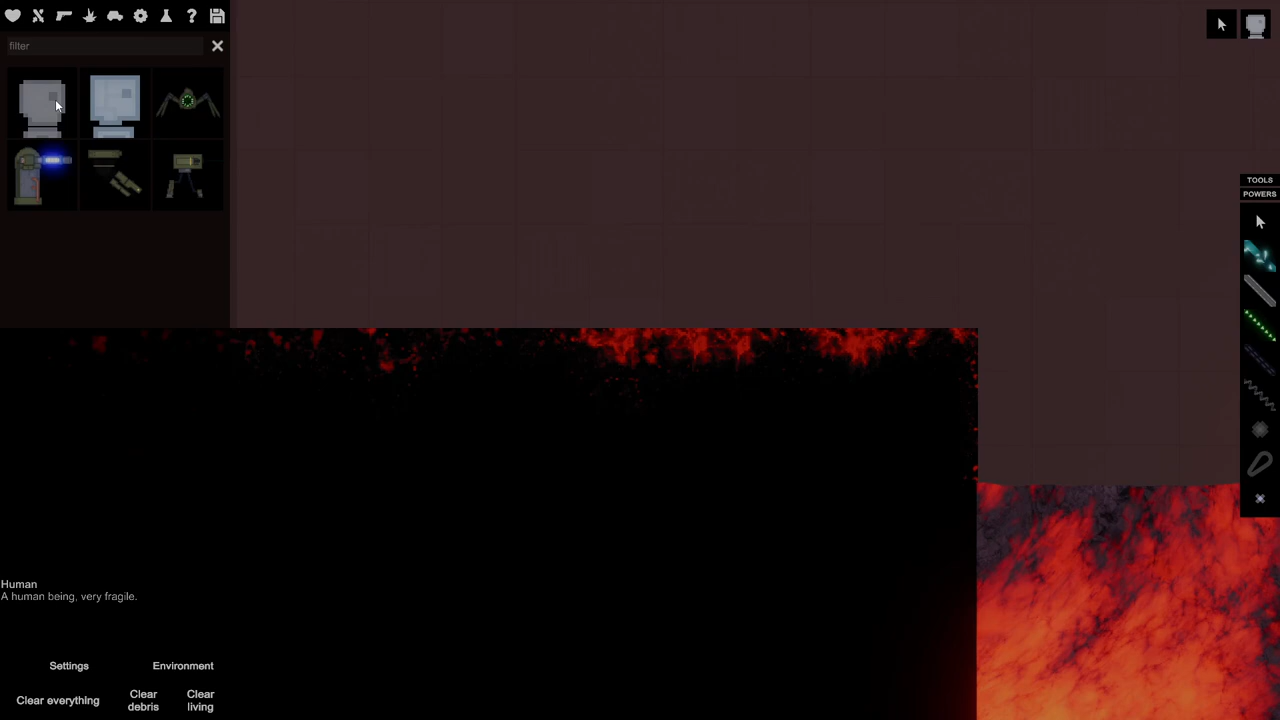 filter
TOOLS
POWERS
Human
A human being, very fragile.
Settings
Environment
Clear everything
Clear
debris
Clear
living